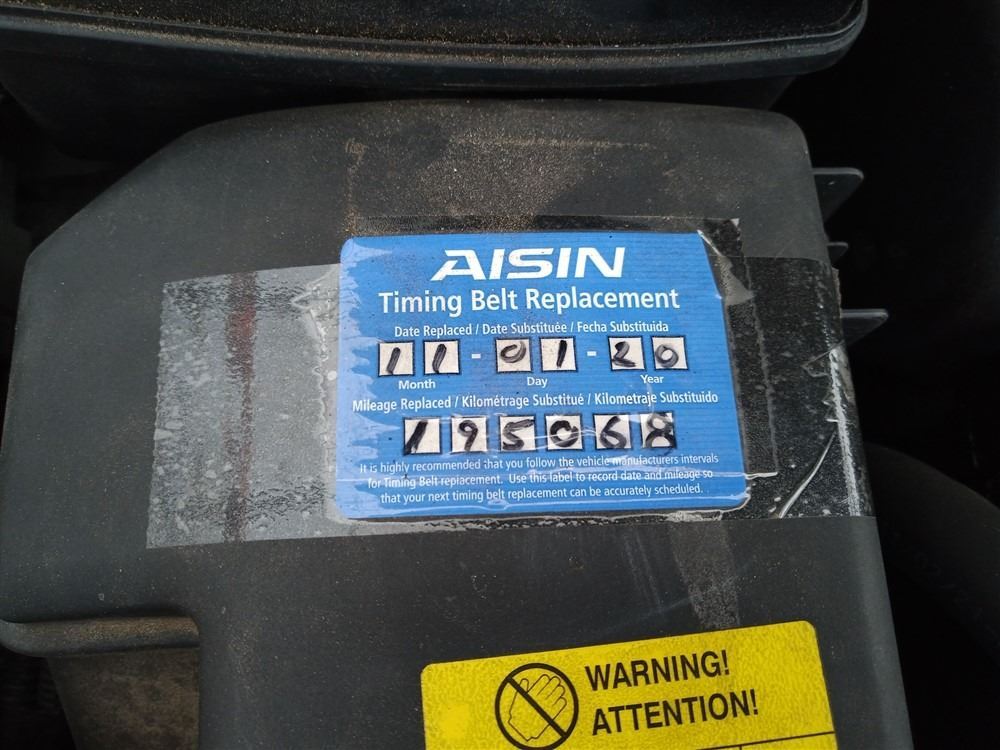 AISIN
Timing Belt Replacement
Date Replaced / Date Substituée / Fecha Substituida
11 - 01 - 20
Month Day Year
Mileage Replaced / Kilométrage Substitué / Kilometraje Substituido
195068
It is highly recommended that you follow the vehicle manufacturers intervals
for Timing Belt replacement. Use this label to record date and mileage so
that your next timing belt replacement can be accurately scheduled.
WARNING!
ATTENTION!